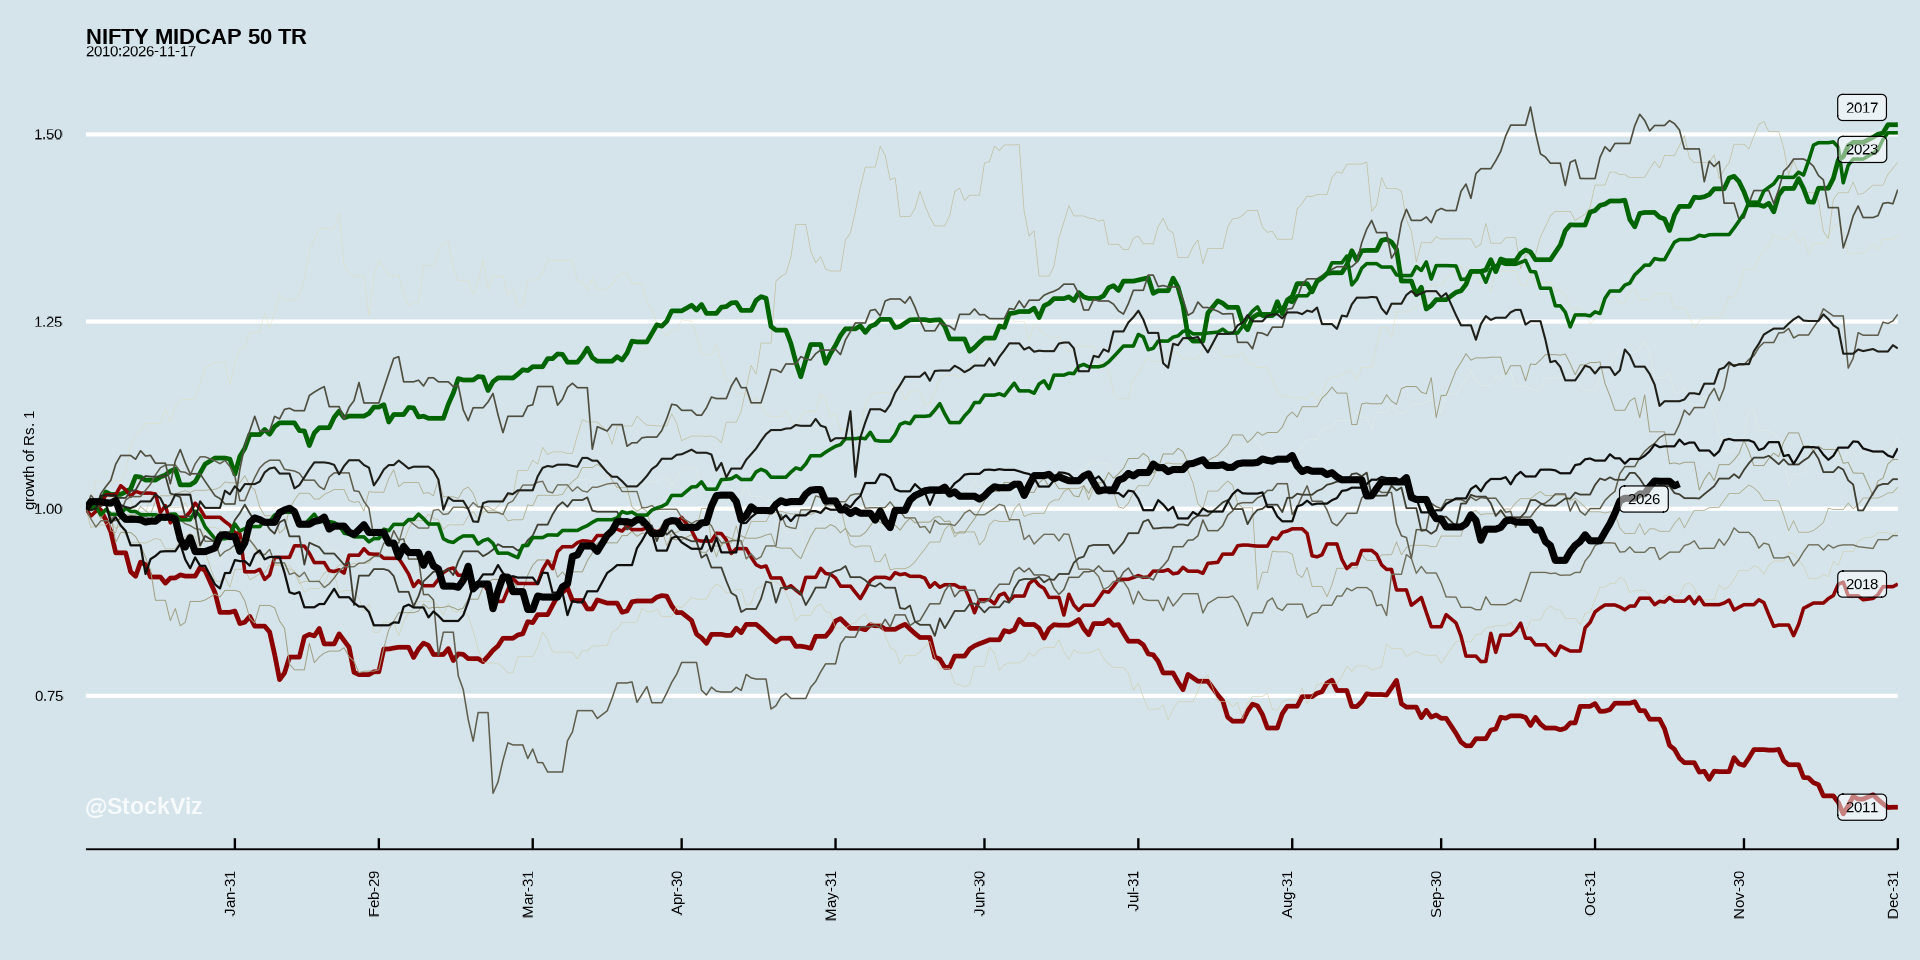 NIFTY MIDCAP 50 TR
2010:2026-11-17
growth of Rs. 1
1.50
1.25
1.00
0.75
2017
2023
2026
2018
2011
@StockViz
Jan-31
Feb-29
Mar-31
Apr-30
May-31
Jun-30
Jul-31
Aug-31
Sep-30
Oct-31
Nov-30
Dec-31